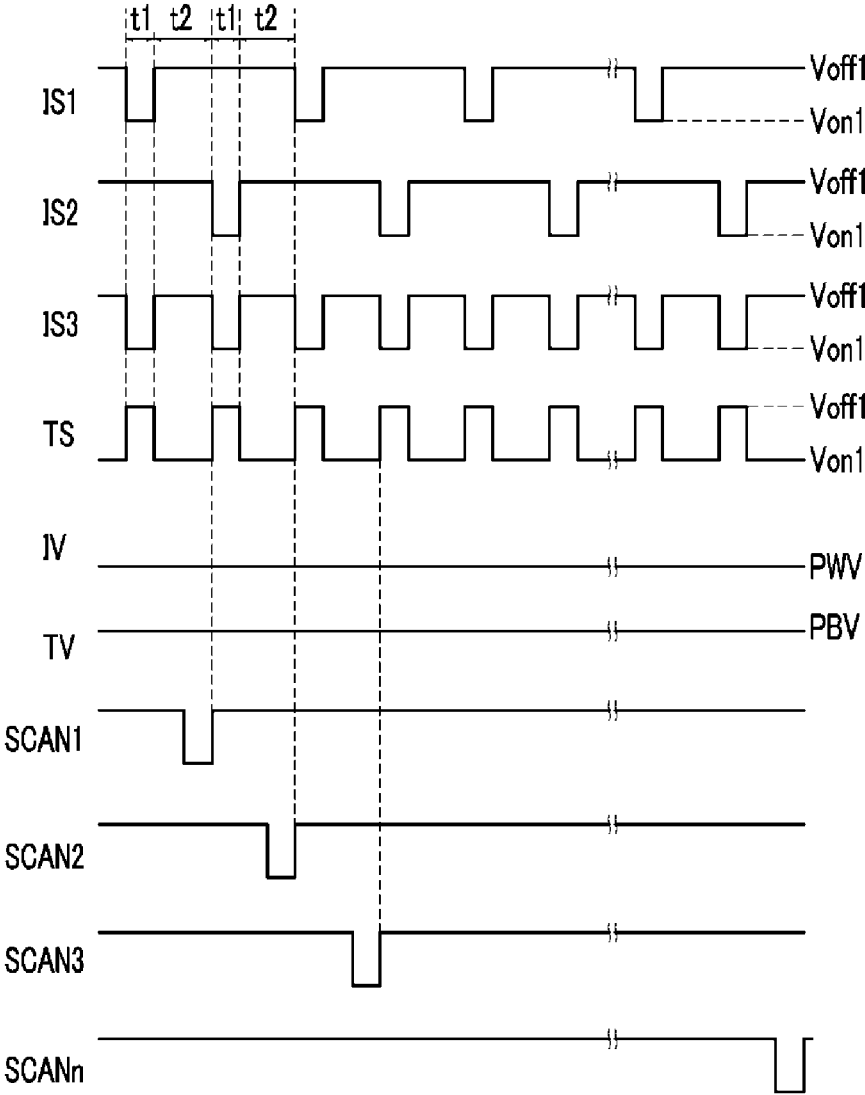 t1 t2 t1 t2
IS1 Voff1
Von1
IS2 Voff1
Von1
IS3 Voff1
Von1
TS Voff1
Von1
IV PWV
TV PBV
SCAN1
SCAN2
SCAN3
SCANn